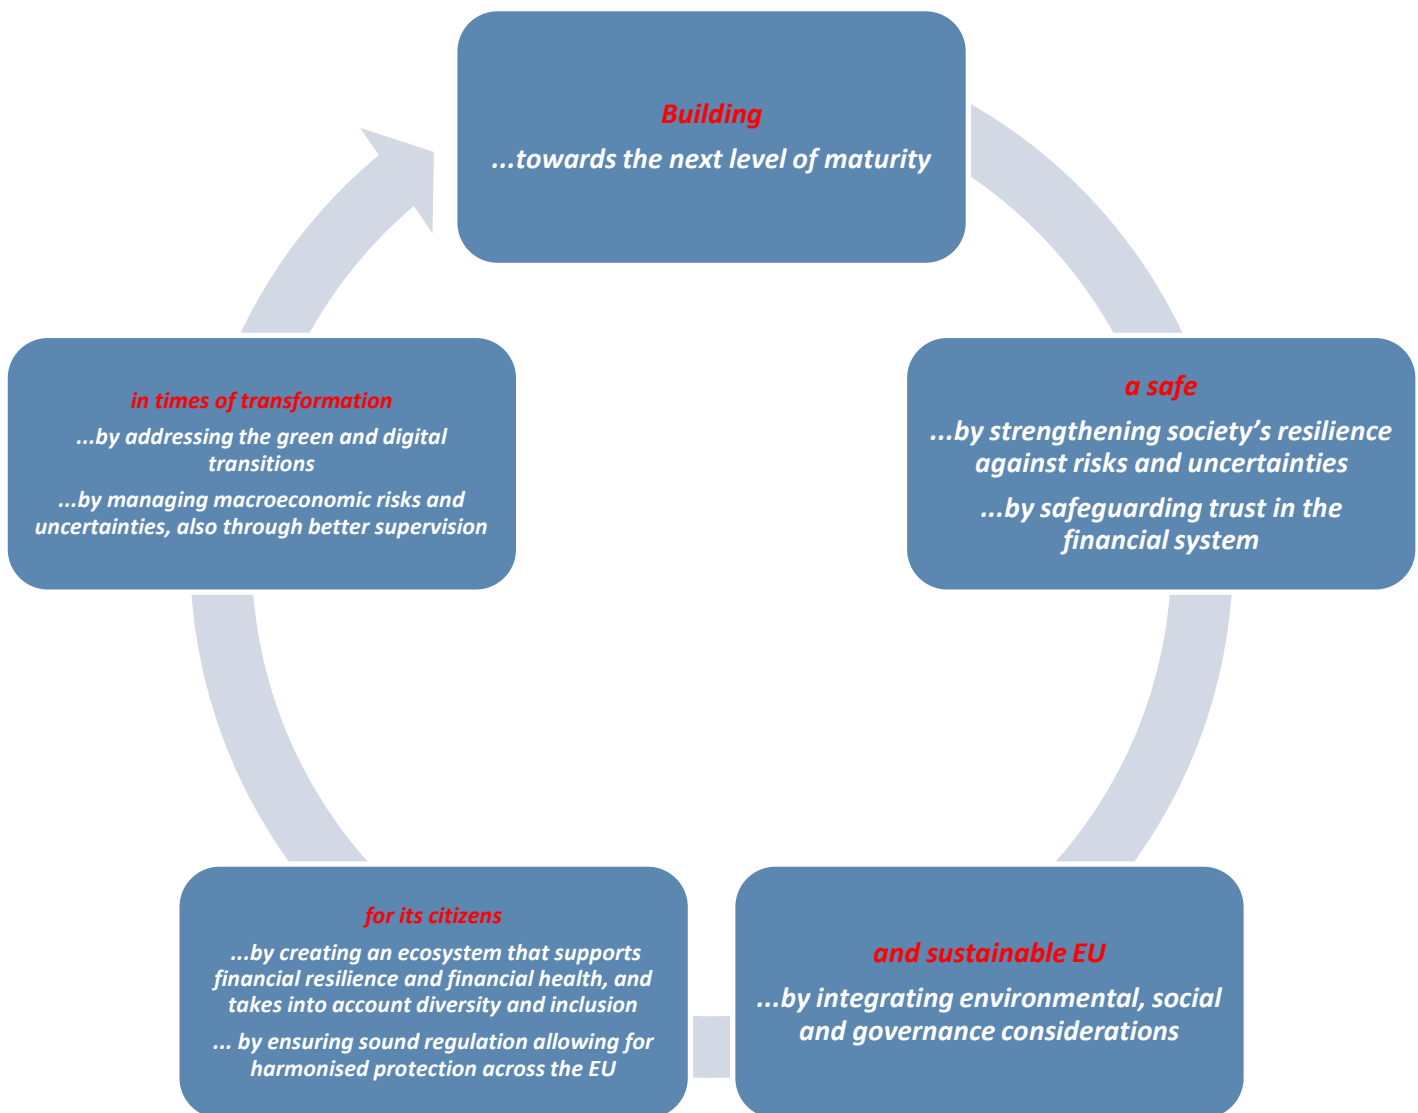 Building
...towards the next level of maturity
a safe
...by strengthening society’s resilience
against risks and uncertainties
...by safeguarding trust in the
financial system
and sustainable EU
...by integrating environmental, social
and governance considerations
for its citizens
...by creating an ecosystem that supports
financial resilience and financial health, and
takes into account diversity and inclusion
... by ensuring sound regulation allowing for
harmonised protection across the EU
in times of transformation
...by addressing the green and digital
transitions
...by managing macroeconomic risks and
uncertainties, also through better supervision